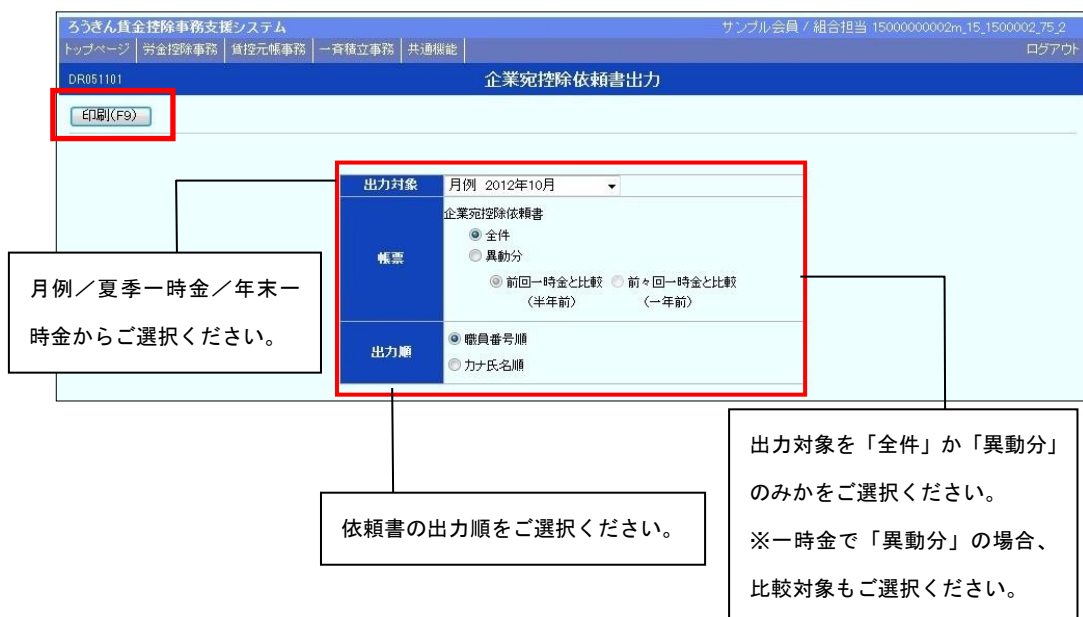 ろうきん賃金控除事務支援システム
サンプル会員 / 組合担当 15000000002m_15_1500002_75_2
トップページ 労金控除事務 賃控元帳事務 一斉積立事務 共通機能 ログアウト
DR051101 企業宛控除依頼書出力
印刷(F9)
出力対象 月例 2012年10月
企業宛控除依頼書
全件
帳票 異動分
前回一時金と比較 前々回一時金と比較
(半年前) (一年前)
出力順 職員番号順
カナ氏名順
月例／夏季一時金／年末一
時金からご選択ください。
依頼書の出力順をご選択ください。
出力対象を「全件」か「異動分」
のみかをご選択ください。
※一時金で「異動分」の場合、
比較対象もご選択ください。